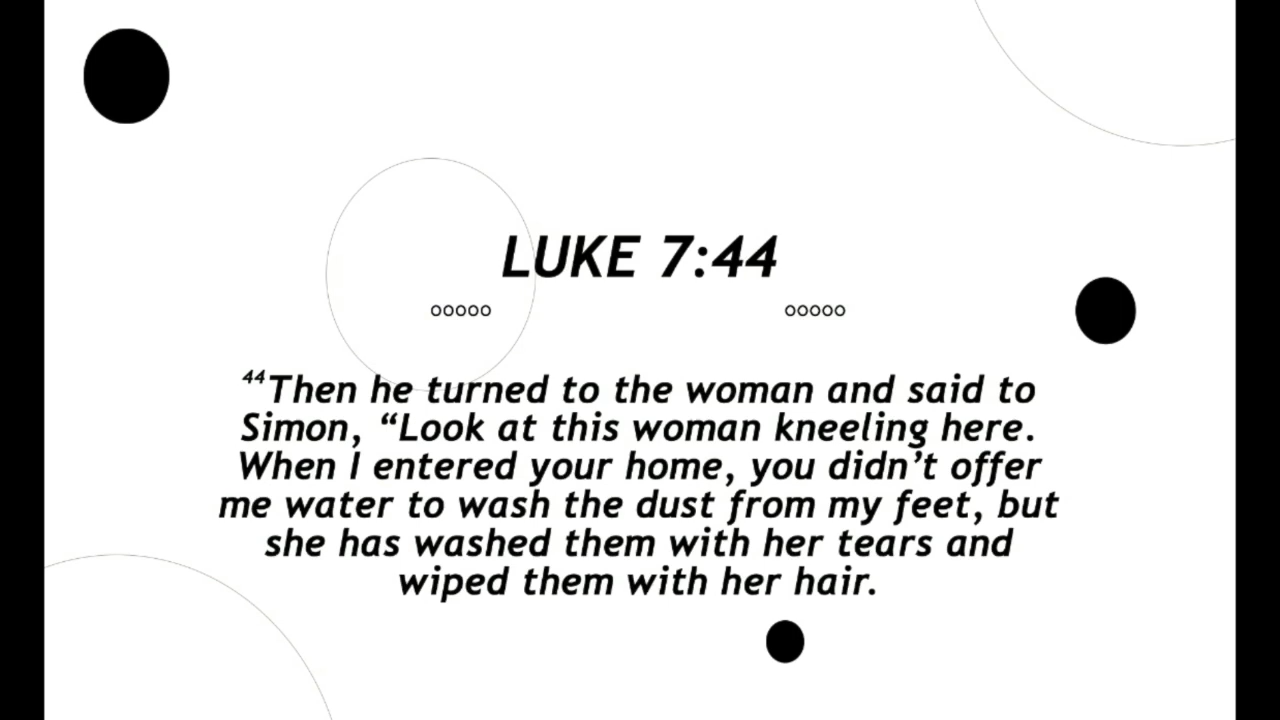 LUKE 7:44
ooooo ooooo
⁴⁴Then he turned to the woman and said to
Simon, “Look at this woman kneeling here.
When I entered your home, you didn’t offer
me water to wash the dust from my feet, but
she has washed them with her tears and
wiped them with her hair.